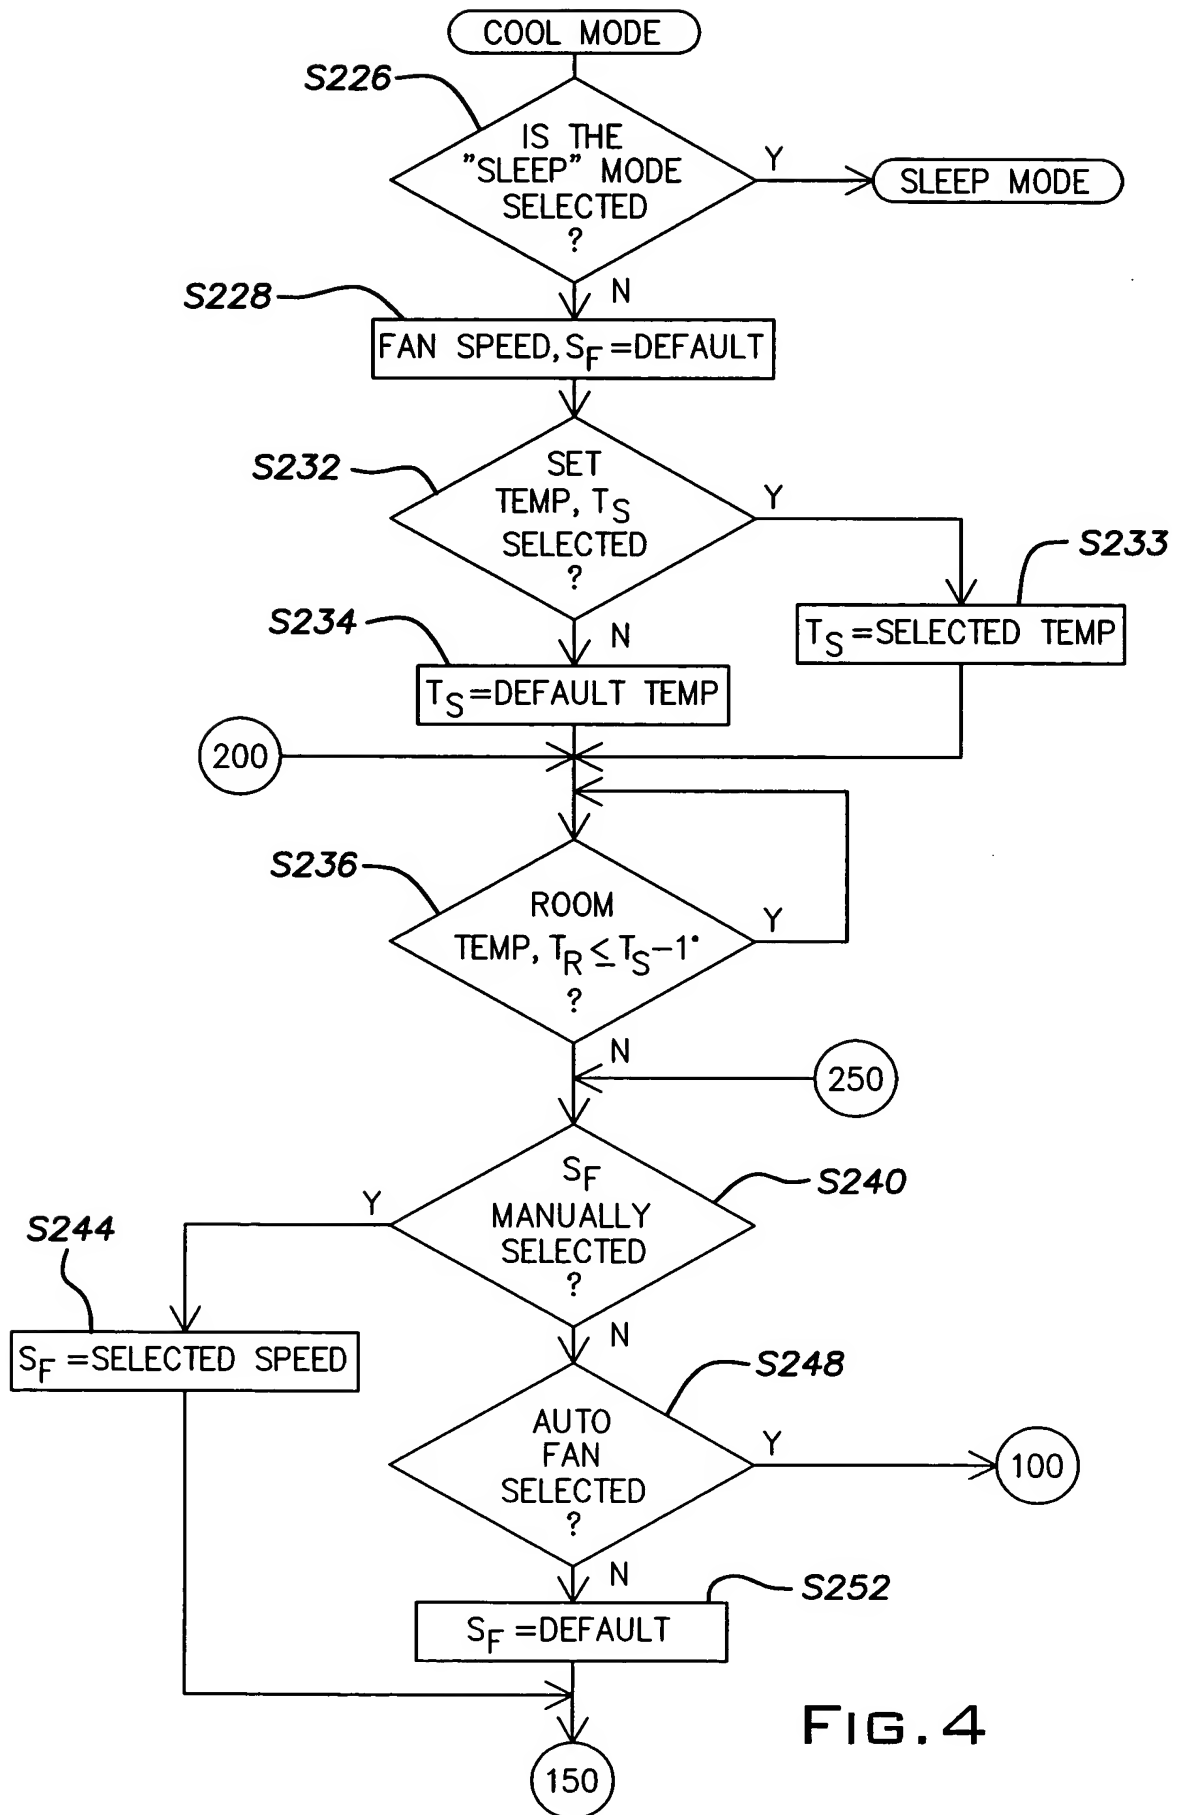 COOL MODE
S226
IS THE
"SLEEP" MODE
SELECTED
?
Y
SLEEP MODE
N
S228
FAN SPEED, SF=DEFAULT
S232
SET
TEMP, TS
SELECTED
?
Y
S233
TS=SELECTED TEMP
N
S234
TS=DEFAULT TEMP
200
S236
ROOM
TEMP, TR≤TS-1°
?
Y
N
250
SF
MANUALLY
SELECTED
?
S240
Y
S244
SF=SELECTED SPEED
N
S248
AUTO
FAN
SELECTED
?
Y
100
N
S252
SF=DEFAULT
150
FIG. 4